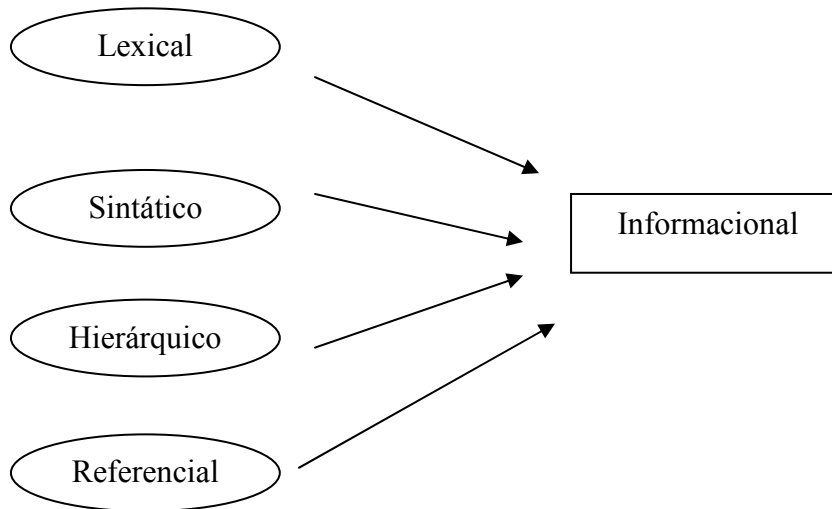 Lexical
Sintático
Informacional
Hierárquico
Referencial